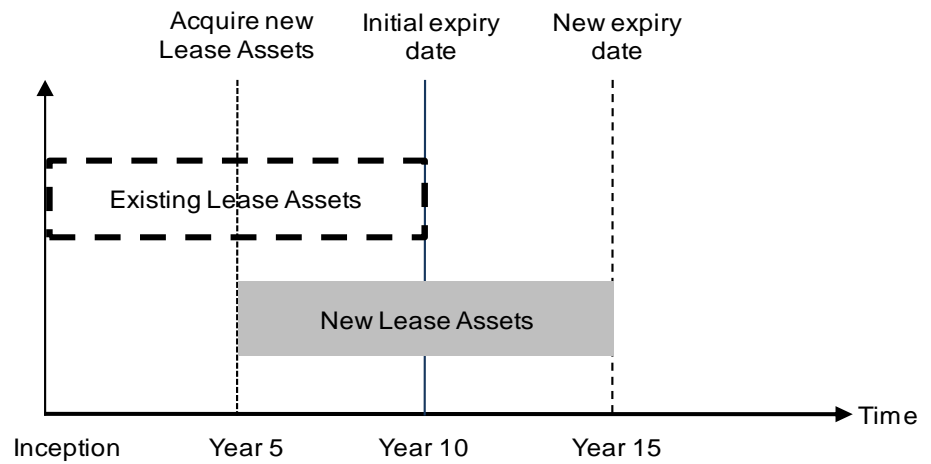 Acquire new
Lease Assets
Initial expiry
date
New expiry
date
Existing Lease Assets
New Lease Assets
Time
Inception
Year 5
Year 10
Year 15